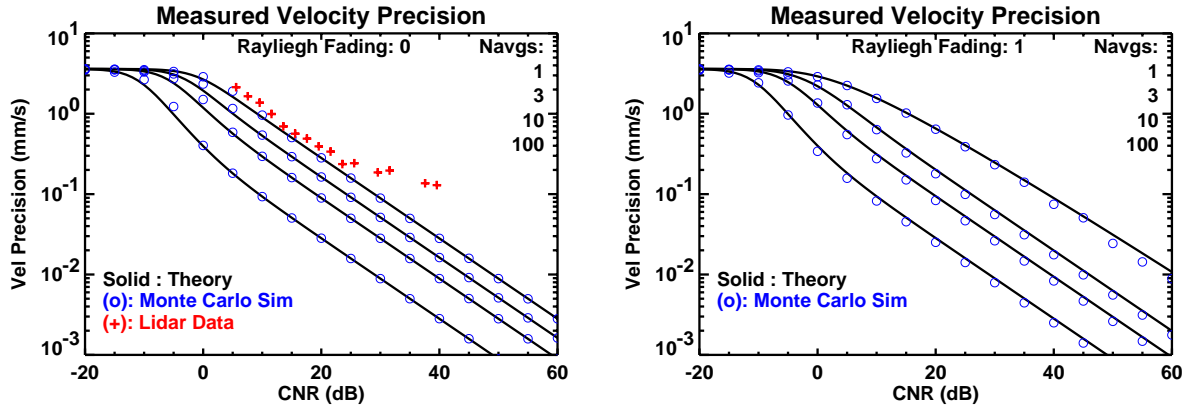 Measured Velocity Precision
Rayliegh Fading: 0
Navgs:
1
3
10
100
10^1
10^0
10^-1
10^-2
10^-3
Vel Precision (mm/s)
Solid : Theory
(o): Monte Carlo Sim
(+): Lidar Data
-20 0 20 40 60
CNR (dB)
Measured Velocity Precision
Rayliegh Fading: 1
Navgs:
1
3
10
100
10^1
10^0
10^-1
10^-2
10^-3
Vel Precision (mm/s)
Solid : Theory
(o): Monte Carlo Sim
-20 0 20 40 60
CNR (dB)